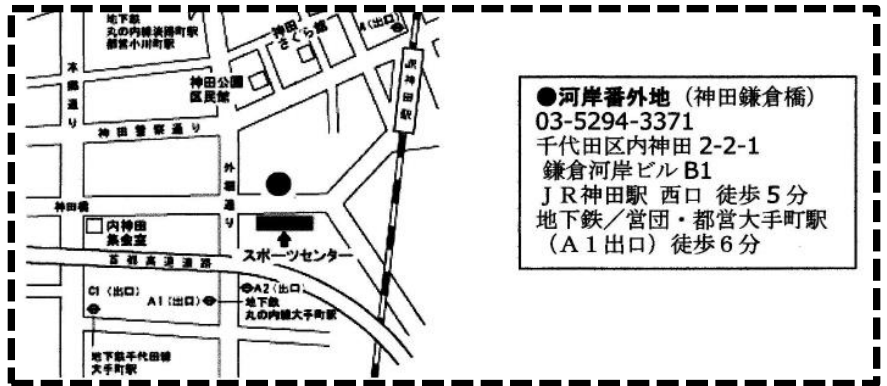 地下鉄
丸の内線淡路町駅
都営小川町駅
神田
さくら館
A4(出口)
JR神田駅
本郷通り
神田公園
区民館
神田警察通り
外堀通り
神田橋
内神田
集会室
スポーツセンター
首都高速道路
C1(出口)
A1(出口)
A2(出口)
地下鉄
丸の内線大手町駅
地下鉄千代田線
大手町駅
●河岸番外地(神田鎌倉橋)
03-5294-3371
千代田区内神田 2-2-1
鎌倉河岸ビル B1
JR神田駅 西口 徒歩5分
地下鉄/営団・都営大手町駅
(A1出口)徒歩6分